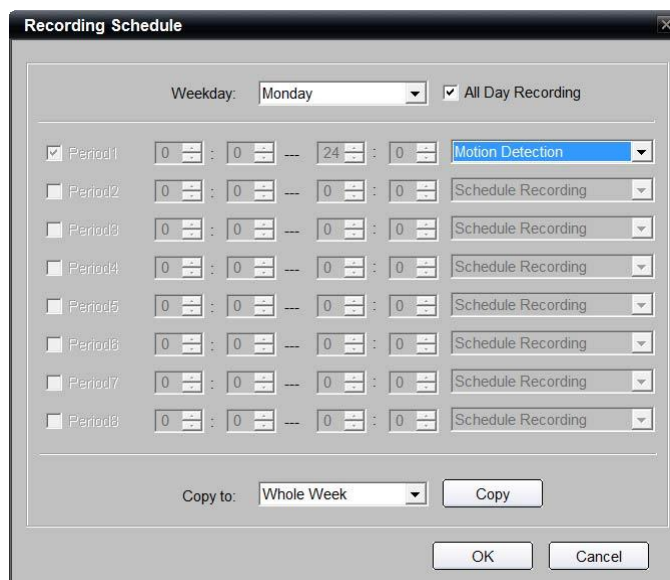 Recording Schedule
Weekday: Monday All Day Recording
Period1 0 : 0 --- 24 : 0 Motion Detection
Period2 0 : 0 --- 0 : 0 Schedule Recording
Period3 0 : 0 --- 0 : 0 Schedule Recording
Period4 0 : 0 --- 0 : 0 Schedule Recording
Period5 0 : 0 --- 0 : 0 Schedule Recording
Period6 0 : 0 --- 0 : 0 Schedule Recording
Period7 0 : 0 --- 0 : 0 Schedule Recording
Period8 0 : 0 --- 0 : 0 Schedule Recording
Copy to: Whole Week Copy
OK Cancel